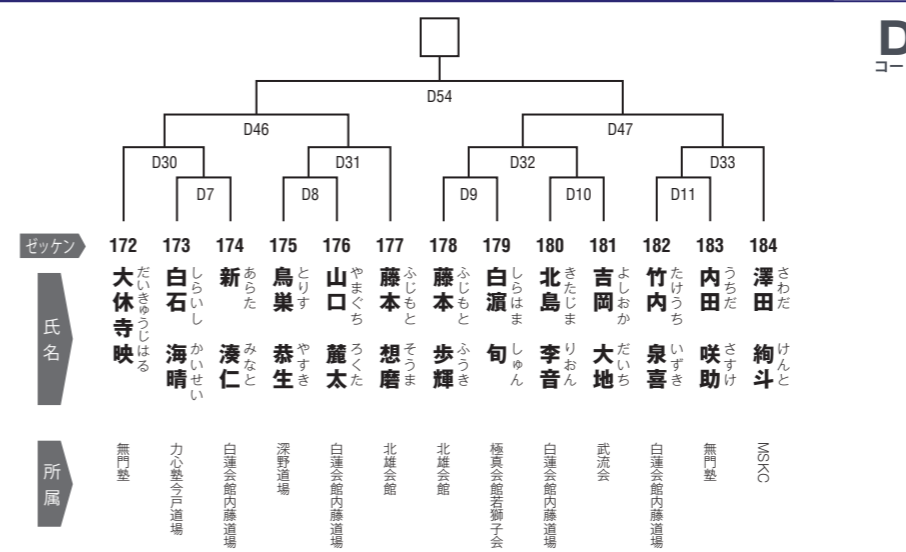 D
コー
D54
D46
D47
D30
D31
D32
D33
D7
D8
D9
D10
D11
ゼッケン
172
173
174
175
176
177
178
179
180
181
182
183
184
氏名
大休寺 映
だいきゅうじはる
白石 海晴
しらいし かいせい
新 湊仁
あらた みなと
鳥巣 恭生
とりす やすき
山口 麓太
やまぐち ろくた
藤本 想磨
ふじもと そうま
藤本 歩輝
ふじもと ふうき
白濵 旬
しらはま しゅん
北島 李音
きたじま りおん
吉岡 大地
よしおか だいち
竹内 泉喜
たけうち いずき
内田 咲助
うちだ さすけ
澤田 絢斗
さわだ けんと
所属
無門塾
力心塾今戸道場
白蓮会館内藤道場
深野道場
白蓮会館内藤道場
北雄会館
北雄会館
極真会館若獅子会
白蓮会館内藤道場
武流会
白蓮会館内藤道場
無門塾
MSKC